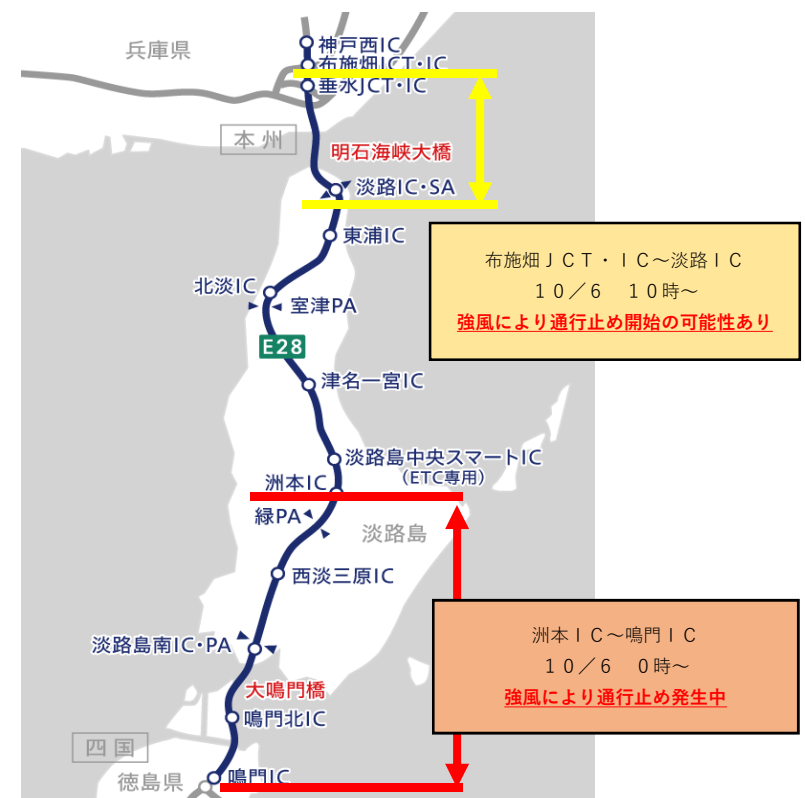 神戸西IC
兵庫県
布施畑JCT・IC
垂水JCT・IC
本州
明石海峡大橋
淡路IC・SA
東浦IC
布施畑ＪＣＴ・ＩＣ～淡路ＩＣ
１０／６　１０時～
強風により通行止め開始の可能性あり
北淡IC
室津PA
E28
津名一宮IC
淡路島中央スマートIC
（ETC専用）
洲本IC
緑PA
淡路島
西淡三原IC
洲本ＩＣ～鳴門ＩＣ
１０／６　０時～
強風により通行止め発生中
淡路島南IC・PA
大鳴門橋
鳴門北IC
四国
鳴門IC
徳島県